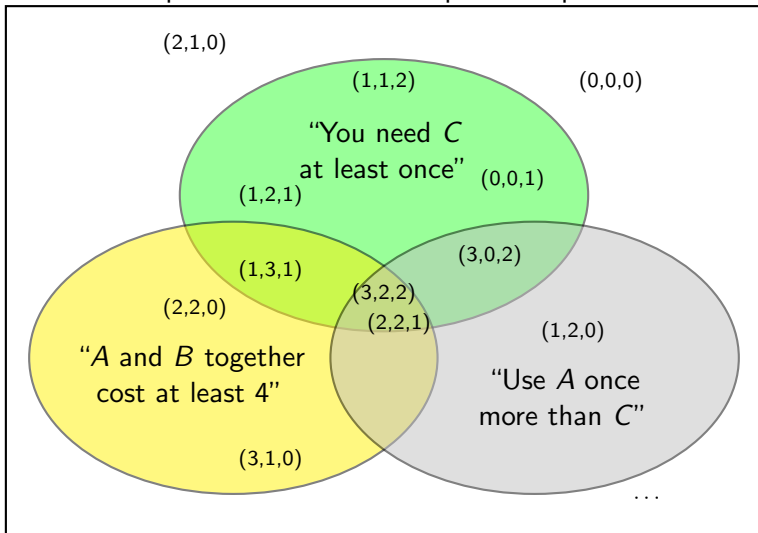 (2,1,0)
(0,0,0)
(1,1,2)
“You need C
at least once”
(0,0,1)
(1,2,1)
(3,0,2)
(1,3,1)
(3,2,2)
(2,2,0)
(2,2,1)
(1,2,0)
“A and B together
cost at least 4”
“Use A once
more than C”
(3,1,0)
...